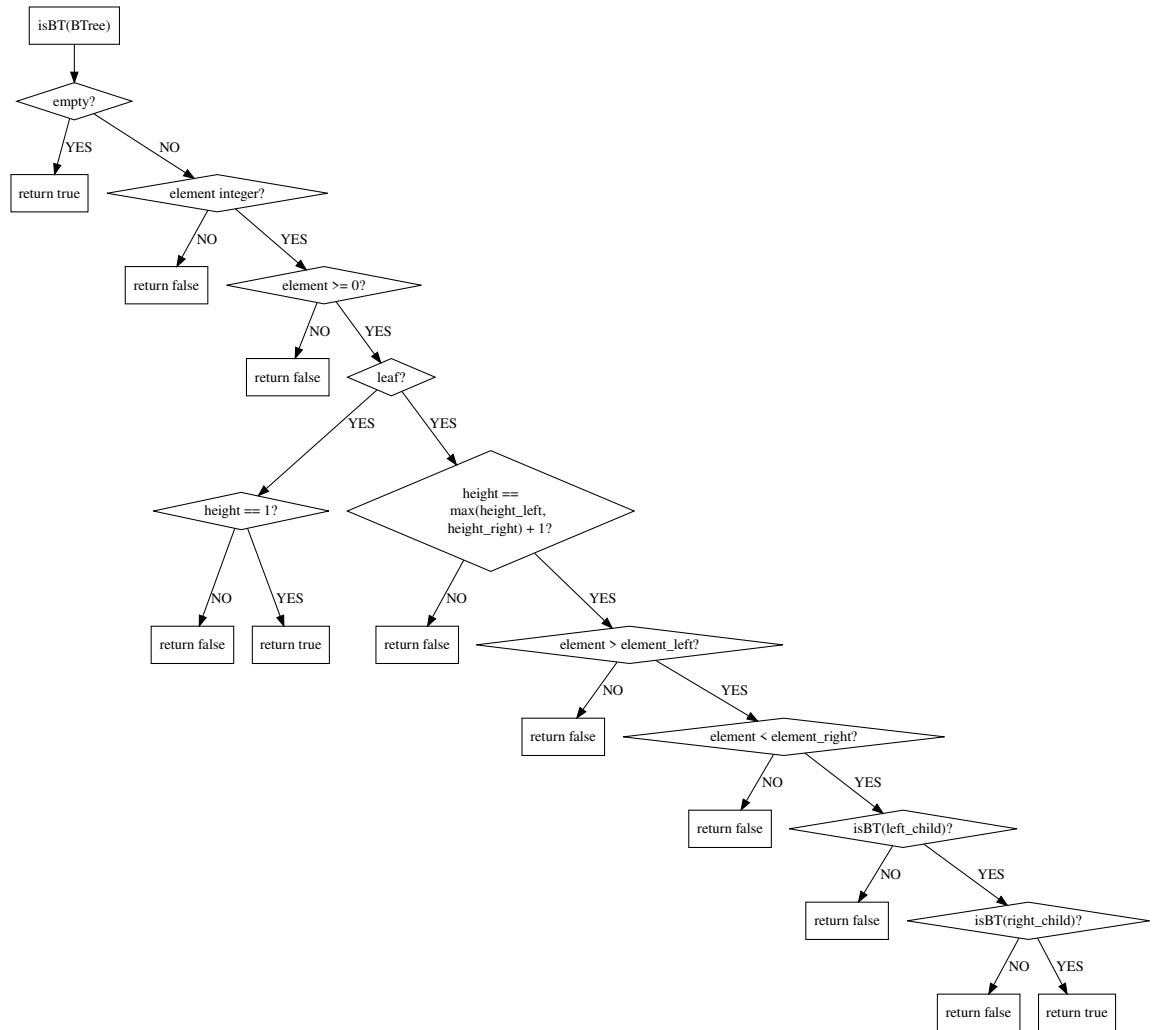 isBT(BTree)
empty?
YES
NO
return true
element integer?
NO
YES
return false
element >= 0?
NO
YES
return false
leaf?
YES
YES
height == 1?
height ==
max(height_left,
height_right) + 1?
NO
YES
NO
YES
return false
return true
return false
element > element_left?
NO
YES
return false
element < element_right?
NO
YES
return false
isBT(left_child)?
NO
YES
return false
isBT(right_child)?
NO
YES
return false
return true